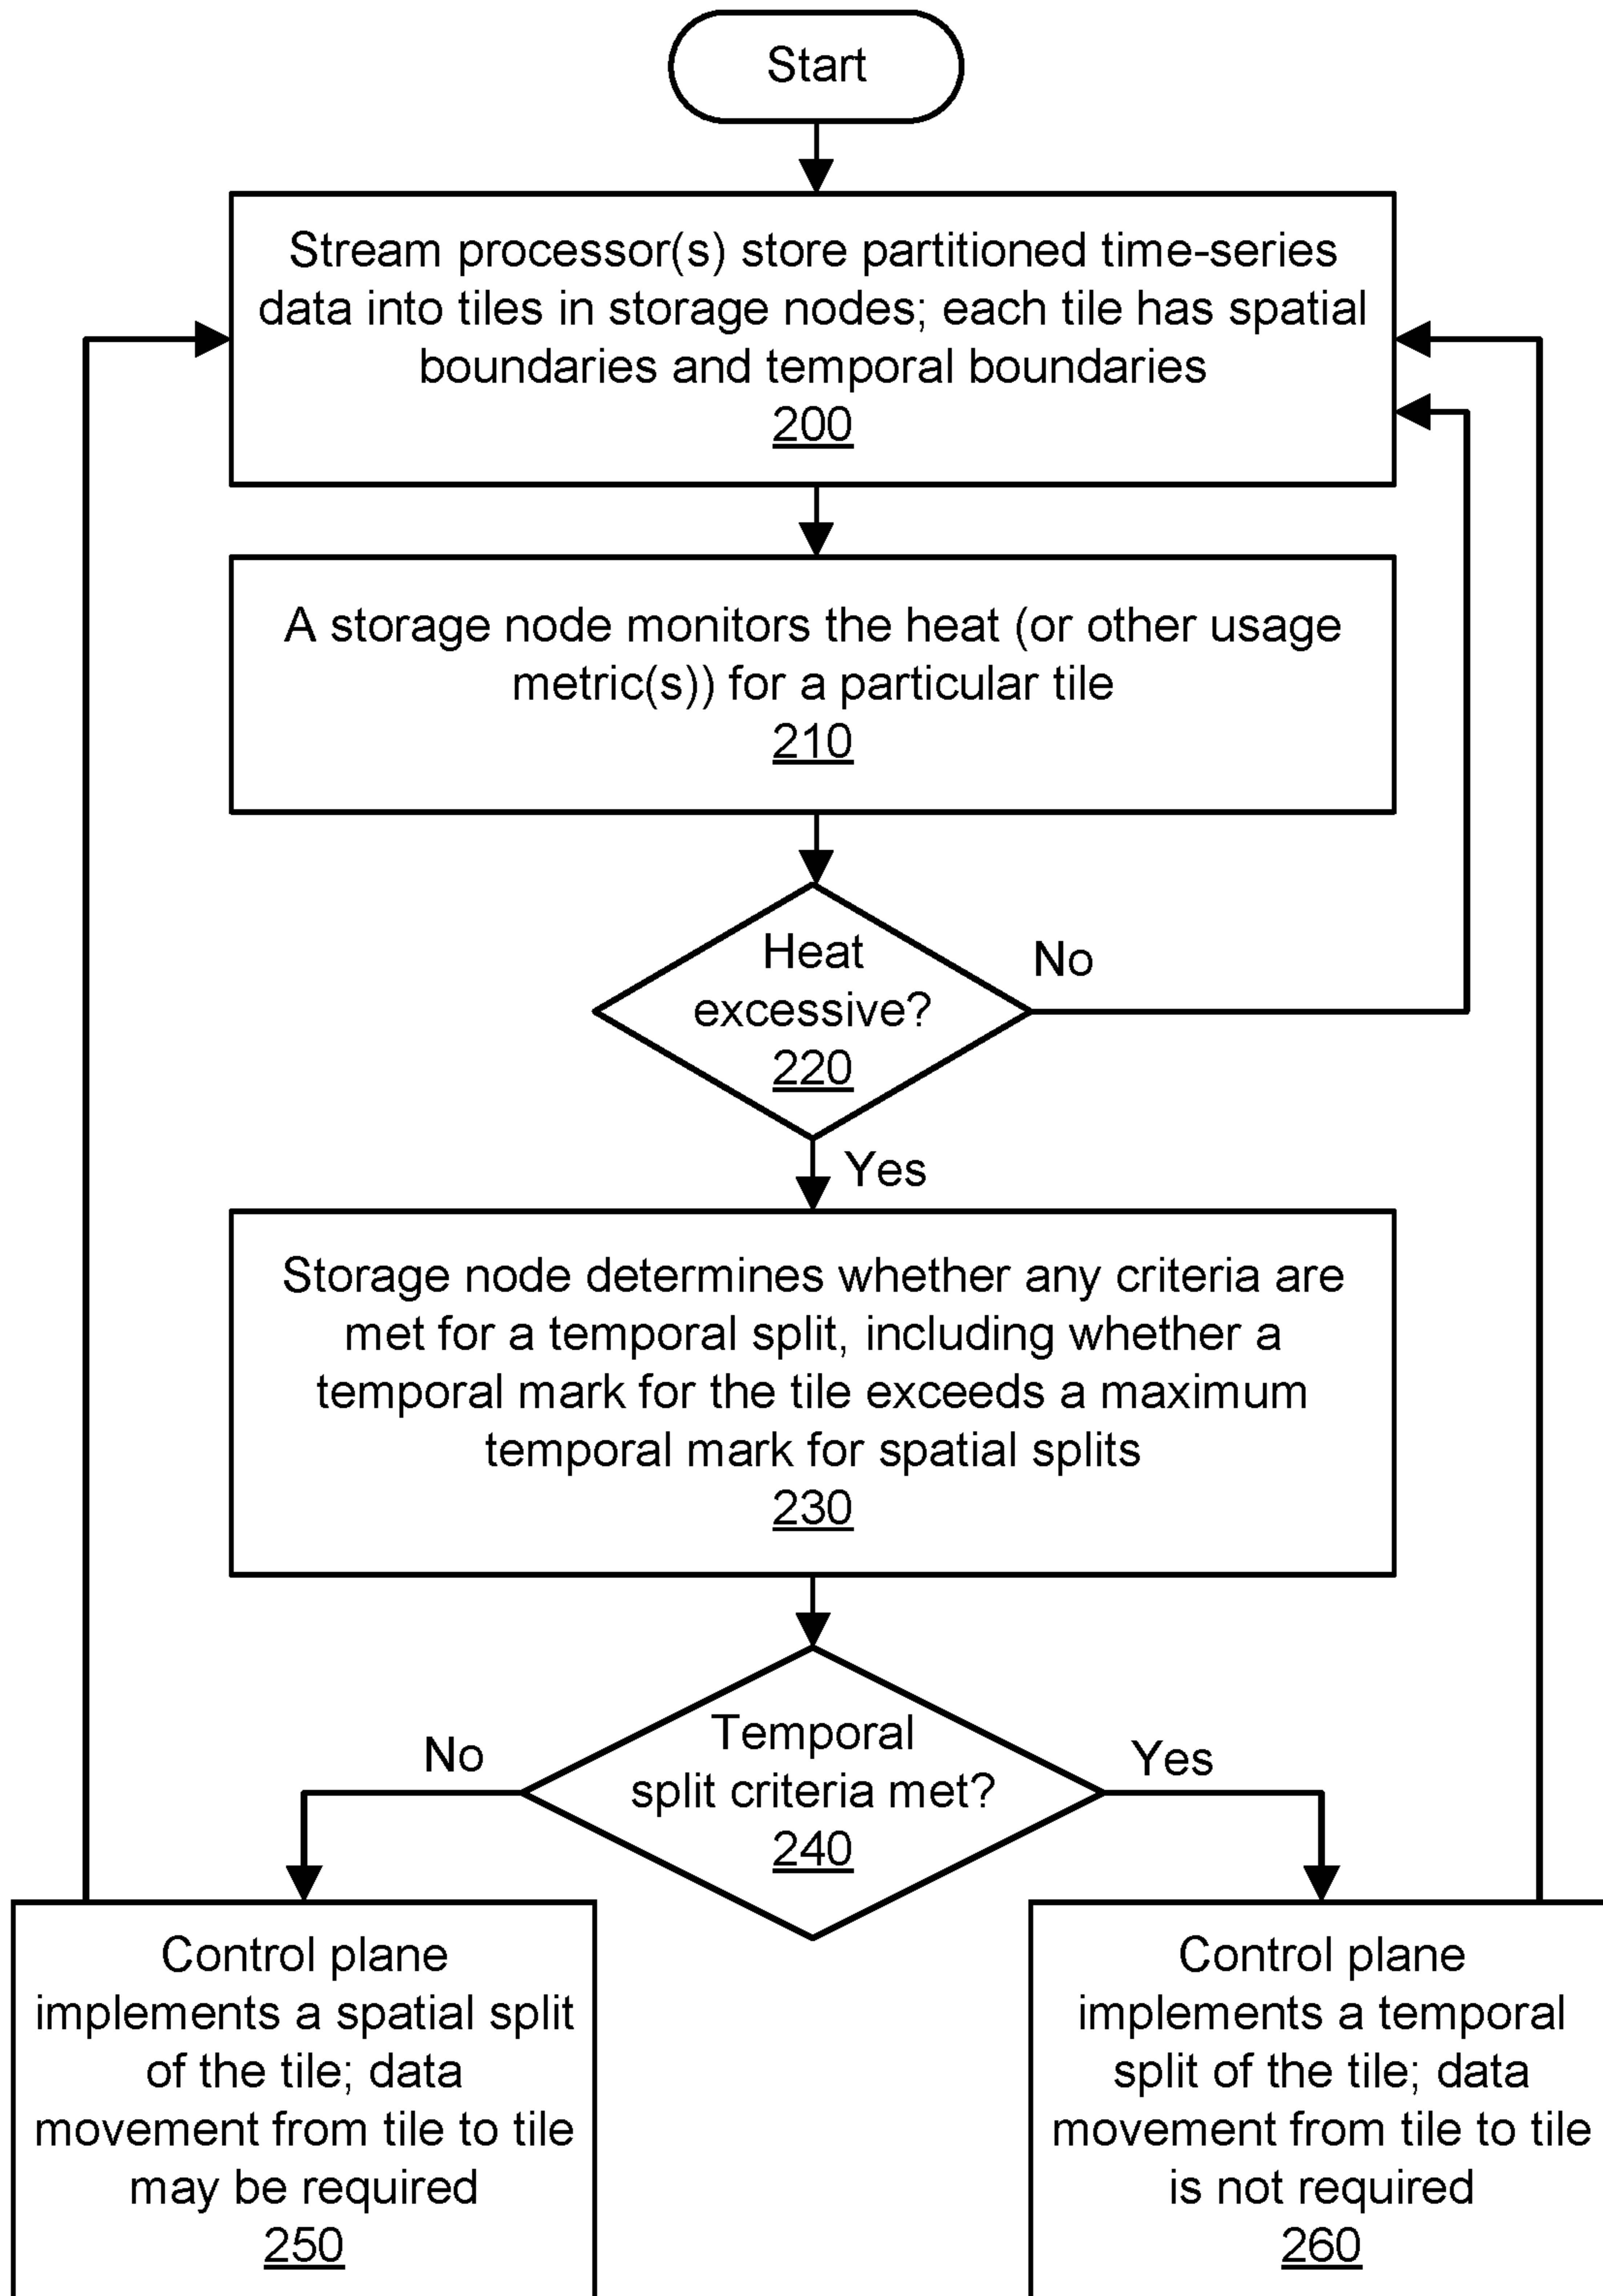 Start
Stream processor(s) store partitioned time-series
data into tiles in storage nodes; each tile has spatial
boundaries and temporal boundaries
200
A storage node monitors the heat (or other usage
metric(s)) for a particular tile
210
Heat
excessive?
220
No
Yes
Storage node determines whether any criteria are
met for a temporal split, including whether a
temporal mark for the tile exceeds a maximum
temporal mark for spatial splits
230
Temporal
split criteria met?
240
No
Yes
Control plane
implements a spatial split
of the tile; data
movement from tile to tile
may be required
250
Control plane
implements a temporal
split of the tile; data
movement from tile to tile
is not required
260